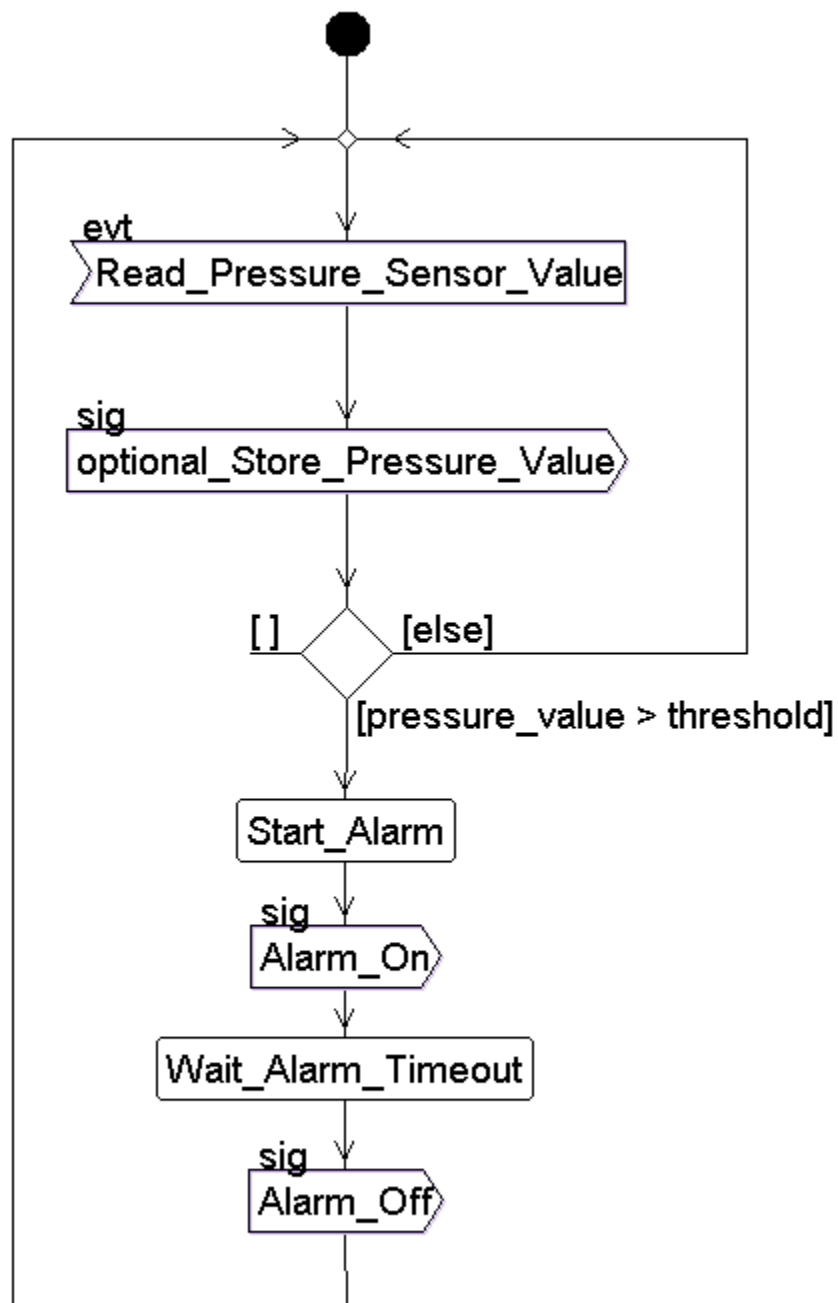 evt
Read_Pressure_Sensor_Value
sig
optional_Store_Pressure_Value
[ ] [else]
[pressure_value > threshold]
Start_Alarm
sig
Alarm_On
Wait_Alarm_Timeout
sig
Alarm_Off